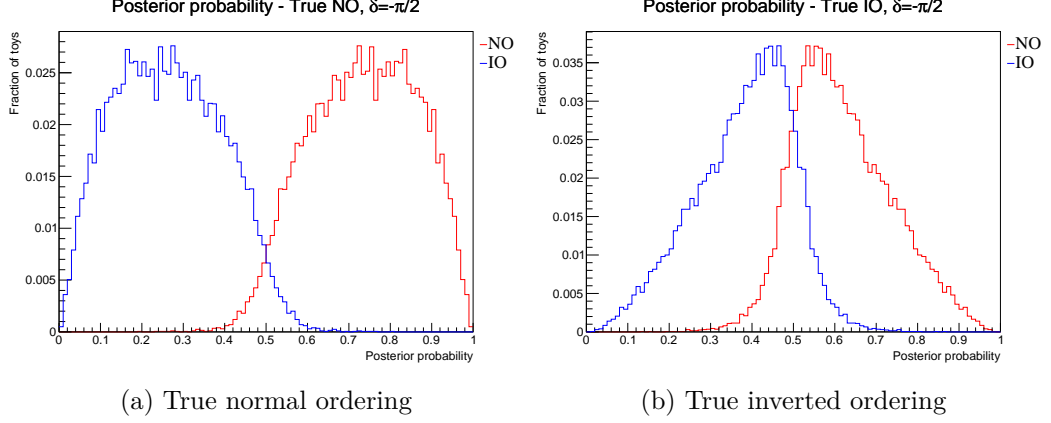 Posterior probability - True NO, δ=-π/2
Fraction of toys
0.025
0.02
0.015
0.01
0.005
0
0 0.1 0.2 0.3 0.4 0.5 0.6 0.7 0.8 0.9 1
Posterior probability
NO
IO
(a) True normal ordering
Posterior probability - True IO, δ=-π/2
Fraction of toys
0.035
0.03
0.025
0.02
0.015
0.01
0.005
0
0 0.1 0.2 0.3 0.4 0.5 0.6 0.7 0.8 0.9 1
Posterior probability
NO
IO
(b) True inverted ordering